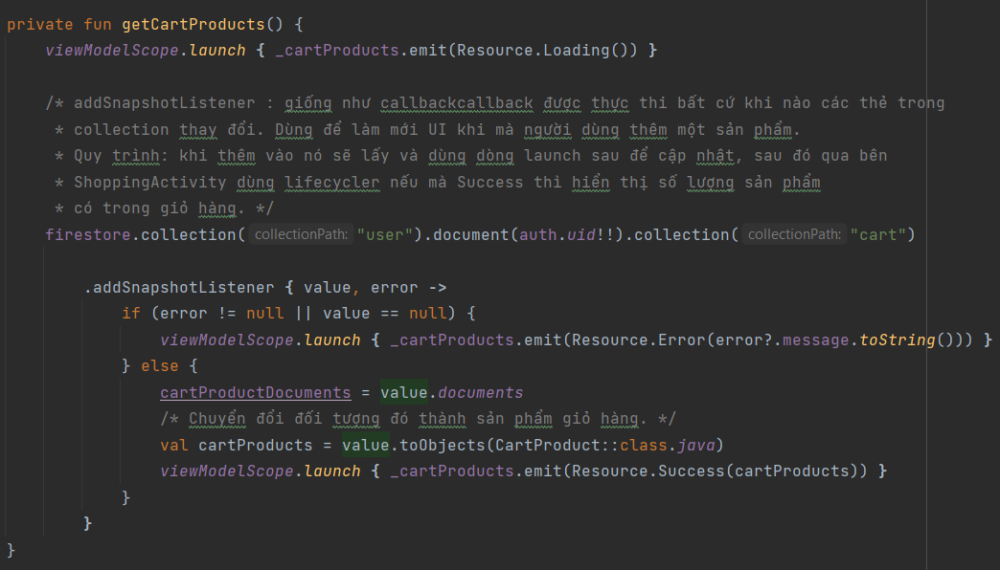 private fun getCartProducts() {
viewModelScope.launch { _cartProducts.emit(Resource.Loading()) }
/* addSnapshotListener : giống như callbackcallback được thực thi bất cứ khi nào các thẻ trong
* collection thay đổi. Dùng để làm mới UI khi mà người dùng thêm một sản phẩm.
* Quy trình: khi thêm vào nó sẽ lấy và dùng dòng launch sau để cập nhật, sau đó qua bên
* ShoppingActivity dùng lifecycler nếu mà Success thì hiển thị số lượng sản phẩm
* có trong giỏ hàng. */
firestore.collection( collectionPath: "user").document(auth.uid!!).collection( collectionPath: "cart")
.addSnapshotListener { value, error ->
if (error != null || value == null) {
viewModelScope.launch { _cartProducts.emit(Resource.Error(error?.message.toString())) }
} else {
cartProductDocuments = value.documents
/* Chuyển đổi đối tượng đó thành sản phẩm giỏ hàng. */
val cartProducts = value.toObjects(CartProduct::class.java)
viewModelScope.launch { _cartProducts.emit(Resource.Success(cartProducts)) }
}
}
}